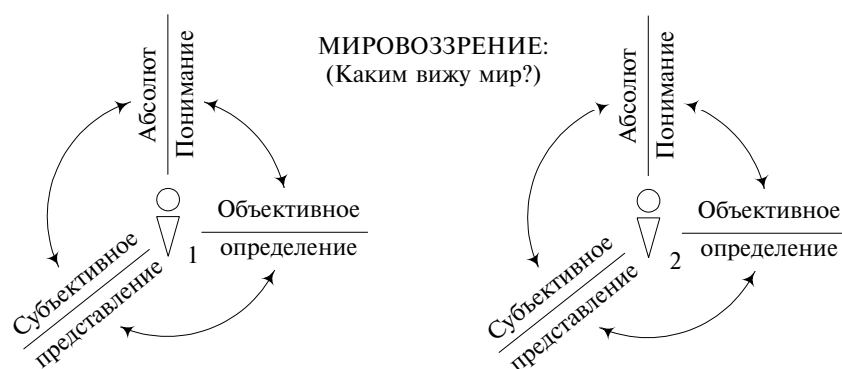 МИРОВОЗЗРЕНИЕ:
(Каким вижу мир?)
Абсолют
Понимание
Объективное
определение
1
Субъективное
представление
Абсолют
Понимание
Объективное
определение
2
Субъективное
представление